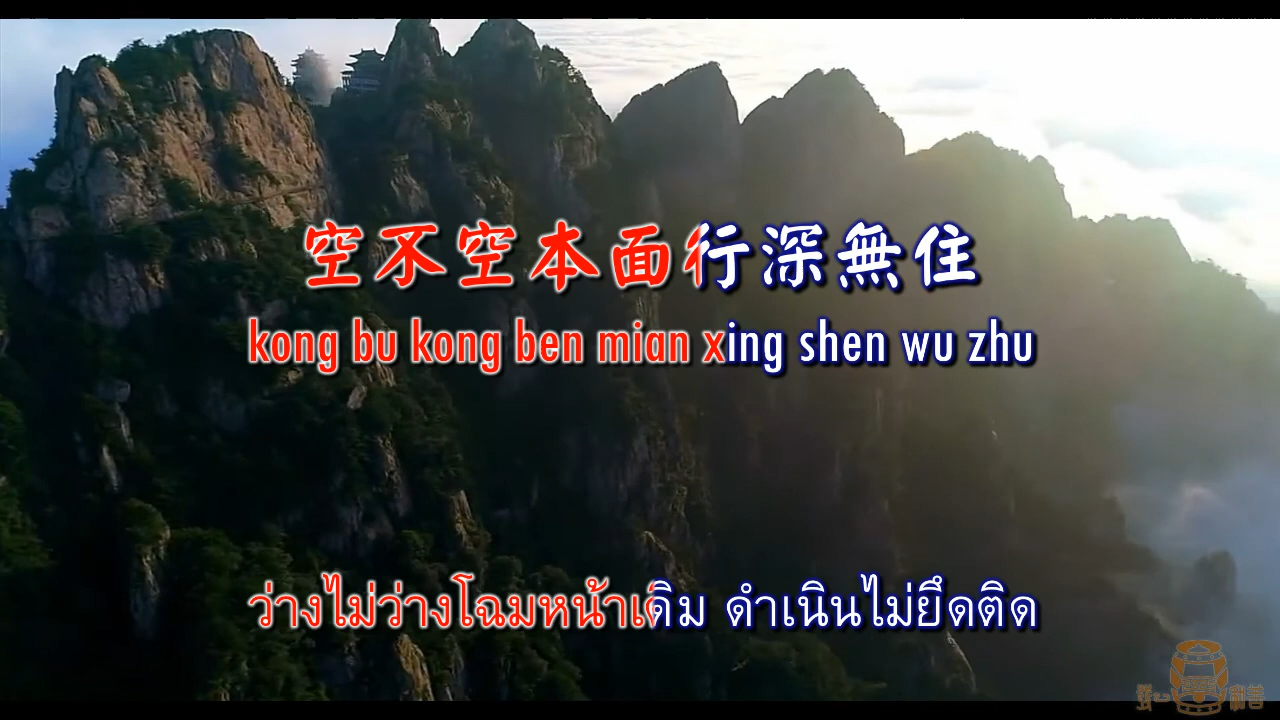 空不空本面行深無住
kong bu kong ben mian xing shen wu zhu
ว่างไม่ว่างโฉมหน้าเดิม ดำเนินไม่ยึดติด